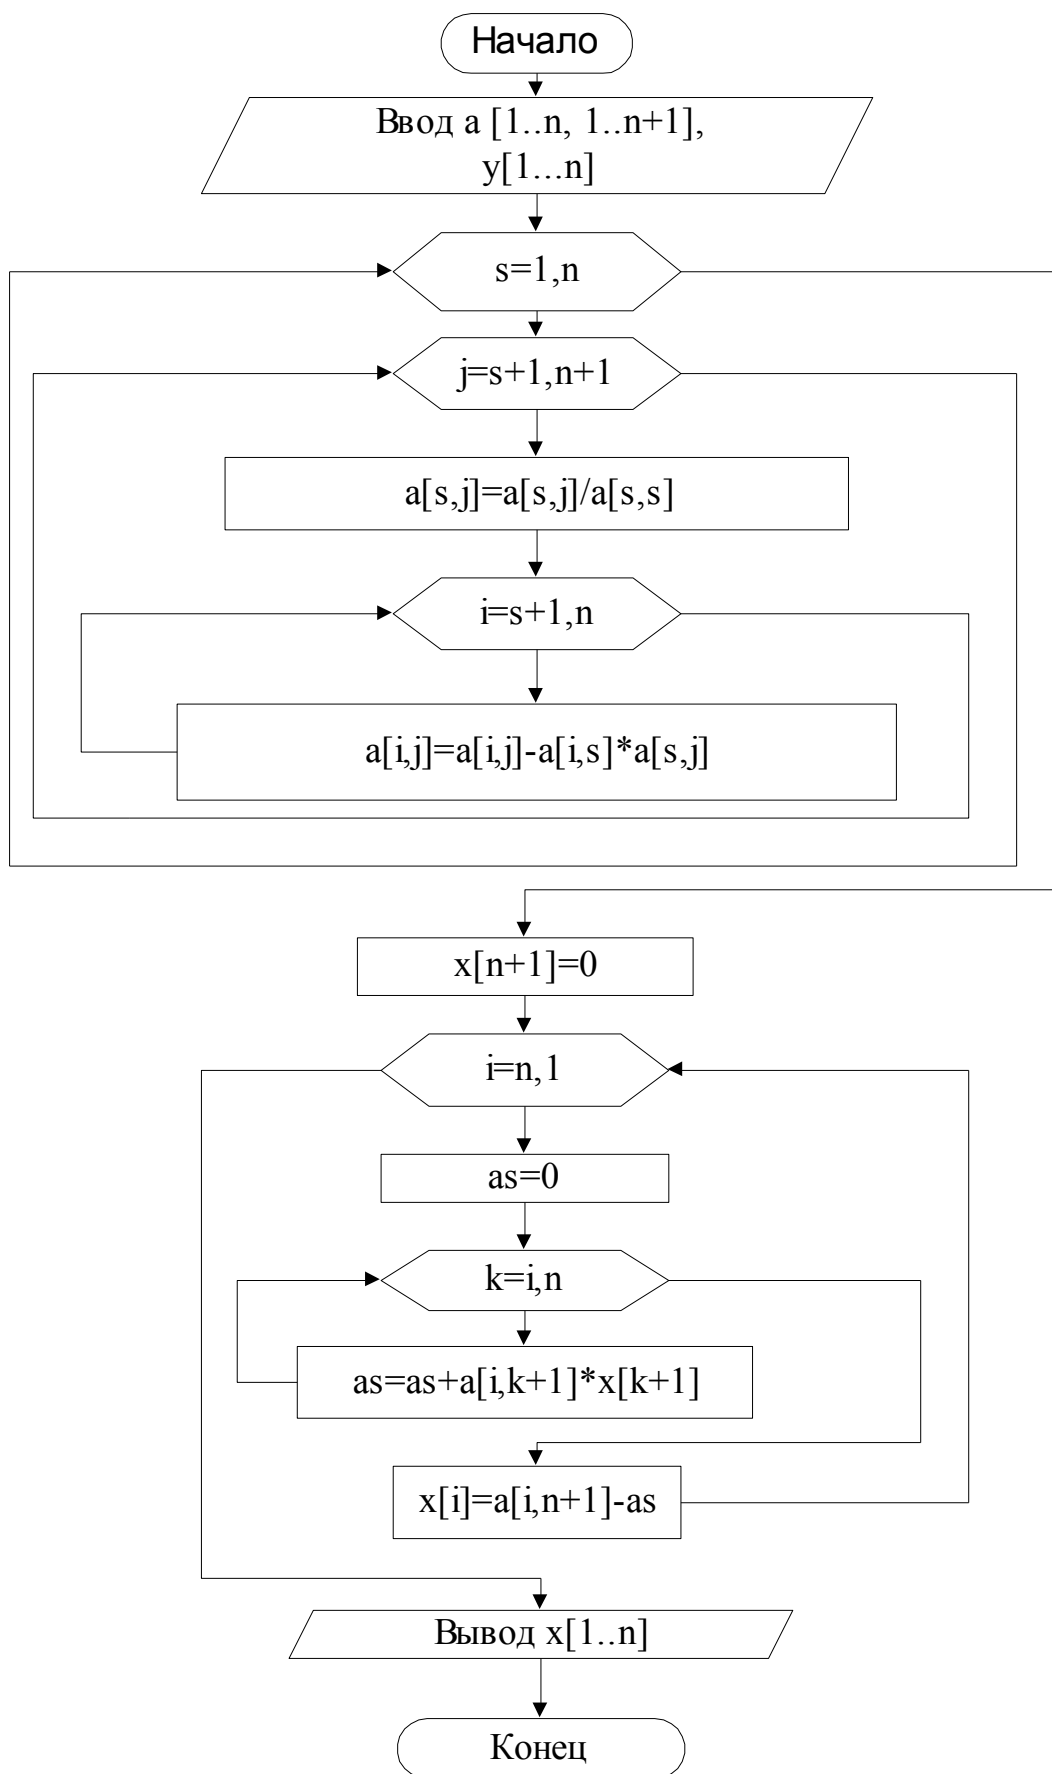 Начало
Ввод a [1..n, 1..n+1],
y[1...n]
s=1,n
j=s+1,n+1
a[s,j]=a[s,j]/a[s,s]
i=s+1,n
a[i,j]=a[i,j]-a[i,s]*a[s,j]
x[n+1]=0
i=n,1
as=0
k=i,n
as=as+a[i,k+1]*x[k+1]
x[i]=a[i,n+1]-as
Вывод x[1..n]
Конец